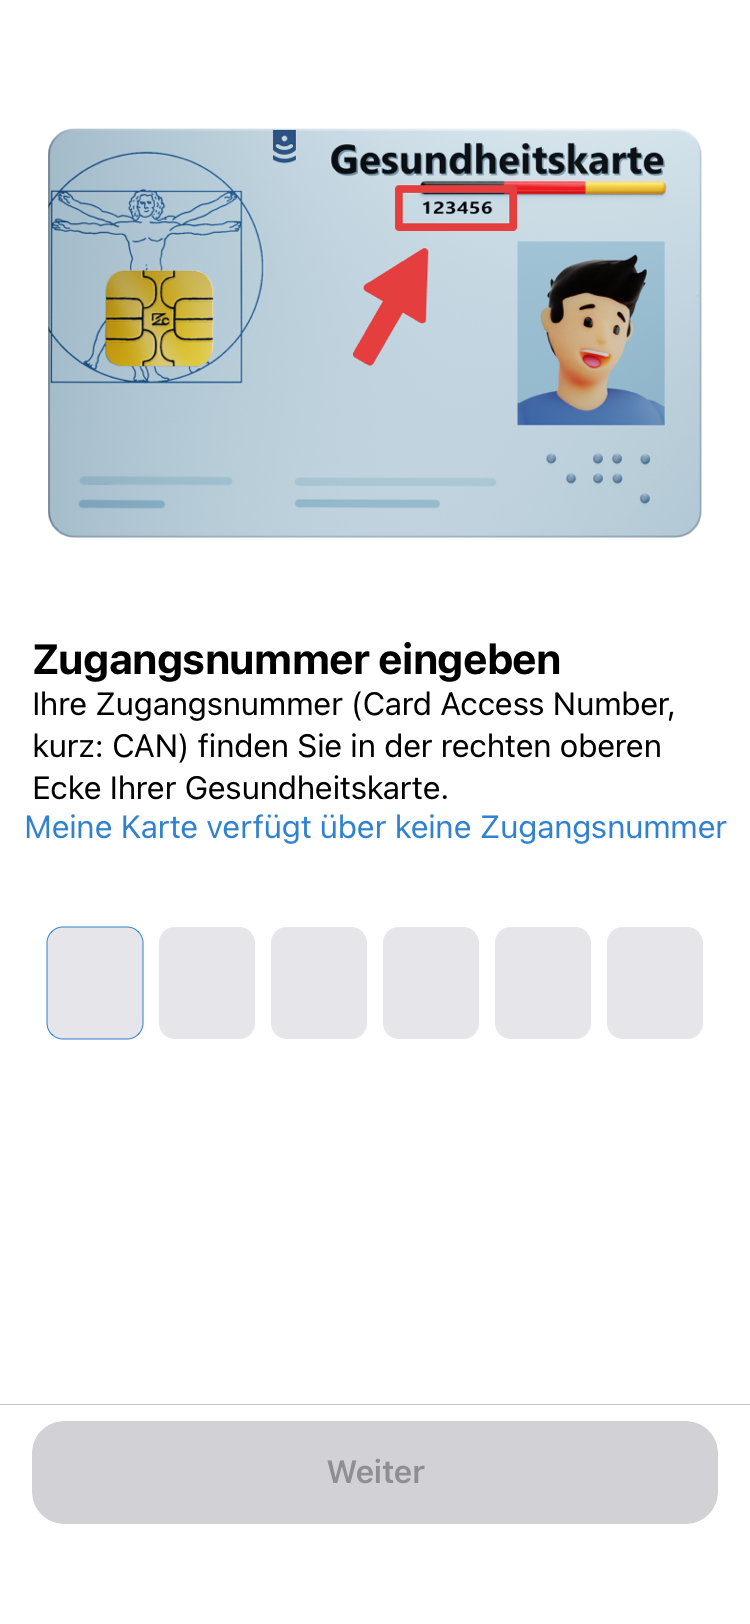 Gesundheitskarte
123456
Zugangsnummer eingeben
Ihre Zugangsnummer (Card Access Number,
kurz: CAN) finden Sie in der rechten oberen
Ecke Ihrer Gesundheitskarte.
Meine Karte verfügt über keine Zugangsnummer
Weiter